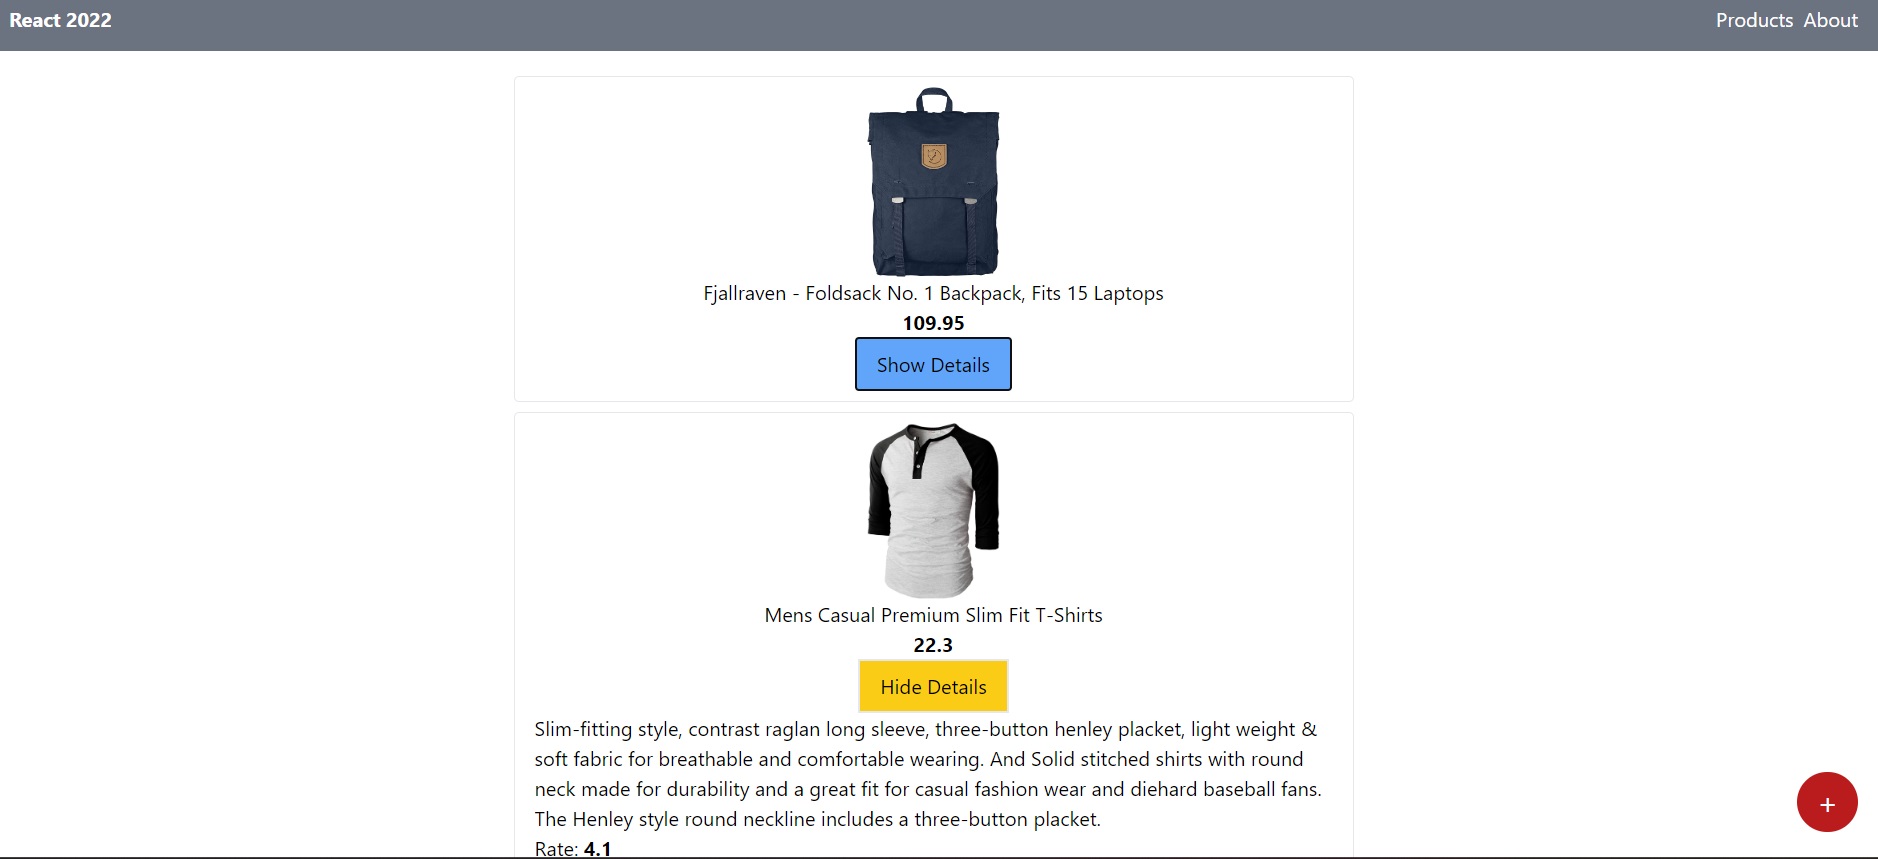 React 2022
Products About
Fjallraven - Foldsack No. 1 Backpack, Fits 15 Laptops
109.95
Show Details
Mens Casual Premium Slim Fit T-Shirts
22.3
Hide Details
Slim-fitting style, contrast raglan long sleeve, three-button henley placket, light weight &
soft fabric for breathable and comfortable wearing. And Solid stitched shirts with round
neck made for durability and a great fit for casual fashion wear and diehard baseball fans.
The Henley style round neckline includes a three-button placket.
Rate: 4.1
+